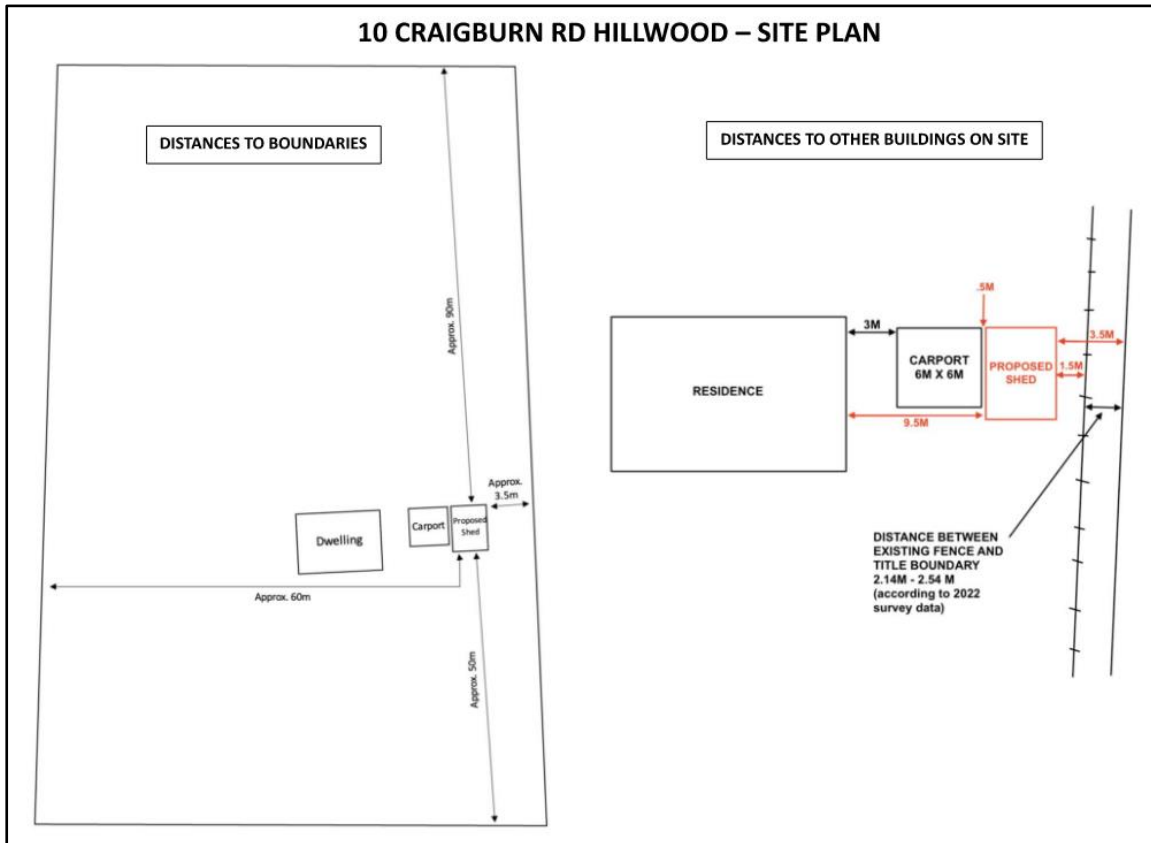 10 CRAIGBURN RD HILLWOOD – SITE PLAN
DISTANCES TO BOUNDARIES
Approx. 90m
Approx.
3.5m
Dwelling
Carport
Proposed
Shed
Approx. 60m
Approx. 50m
DISTANCES TO OTHER BUILDINGS ON SITE
.5M
3M
3.5M
CARPORT
6M X 6M
PROPOSED
SHED
1.5M
RESIDENCE
9.5M
DISTANCE BETWEEN
EXISTING FENCE AND
TITLE BOUNDARY
2.14M - 2.54 M
(according to 2022
survey data)